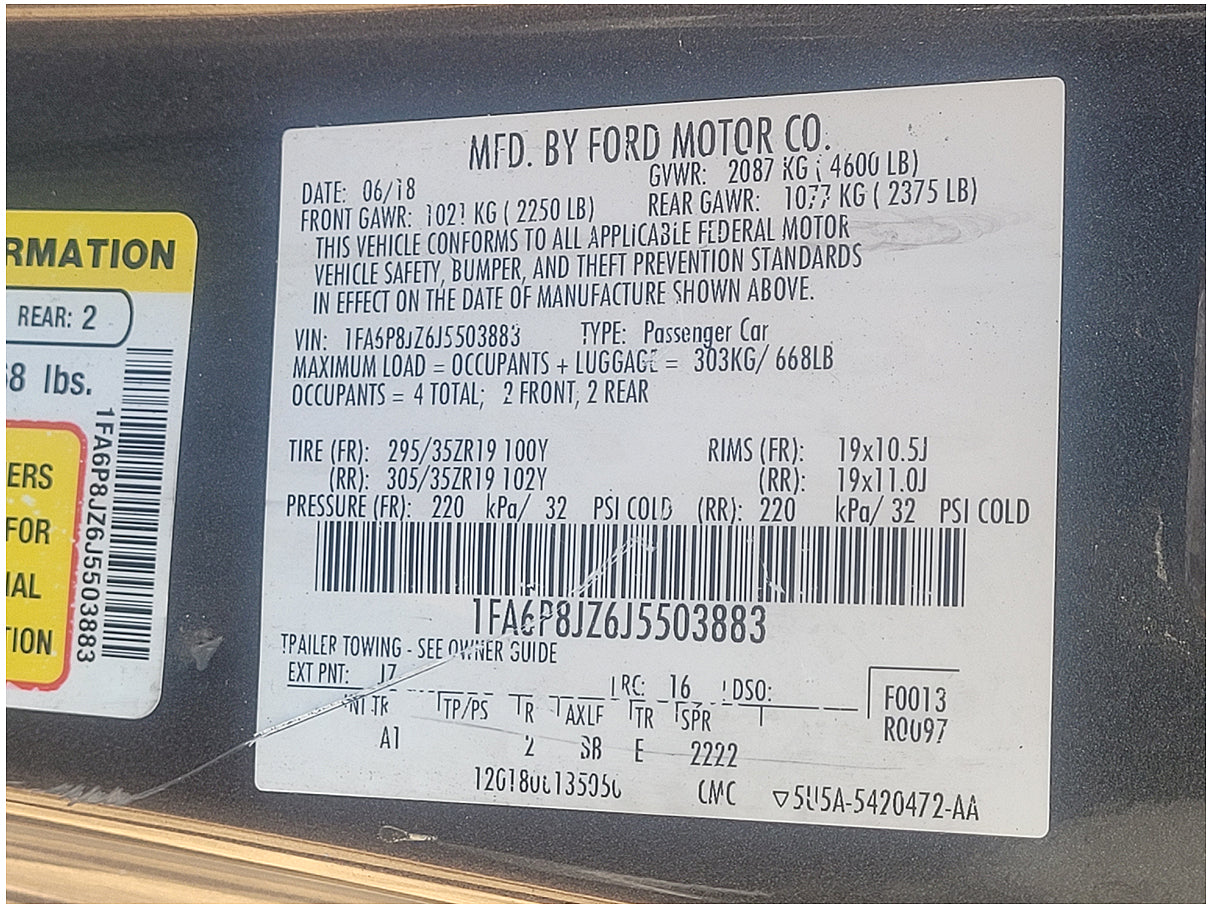 RMATION
REAR: 2
8 lbs.
1FA6P8JZ6J5503883
ERS
FOR
IAL
TION
MFD. BY FORD MOTOR CO.
DATE: 06/18 GVWR: 2087 KG ( 4600 LB)
FRONT GAWR: 1021 KG ( 2250 LB) REAR GAWR: 1077 KG ( 2375 LB)
THIS VEHICLE CONFORMS TO ALL APPLICABLE FEDERAL MOTOR
VEHICLE SAFETY, BUMPER, AND THEFT PREVENTION STANDARDS
IN EFFECT ON THE DATE OF MANUFACTURE SHOWN ABOVE.
VIN: 1FA6P8JZ6J5503883 TYPE: Passenger Car
MAXIMUM LOAD = OCCUPANTS + LUGGAGE = 303KG/ 668LB
OCCUPANTS = 4 TOTAL; 2 FRONT, 2 REAR
TIRE (FR): 295/35ZR19 100Y RIMS (FR): 19x10.5J
(RR): 305/35ZR19 102Y (RR): 19x11.0J
PRESSURE (FR): 220 kPa/ 32 PSI COLD (RR): 220 kPa/ 32 PSI COLD
1FA6P8JZ6J5503883
TRAILER TOWING - SEE OWNER GUIDE
EXT PNT: J7 RC: 16 DSO: F0013
INT TR TP/PS R AXLE TR SPR R0097
A1 2 SB E 2222
CMC 5U5A-5420472-AA